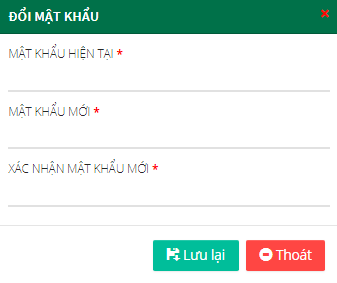 ĐỔI MẬT KHẨU
MẬT KHẨU HIỆN TẠI *
MẬT KHẨU MỚI *
XÁC NHẬN MẬT KHẨU MỚI *
Lưu lại Thoát